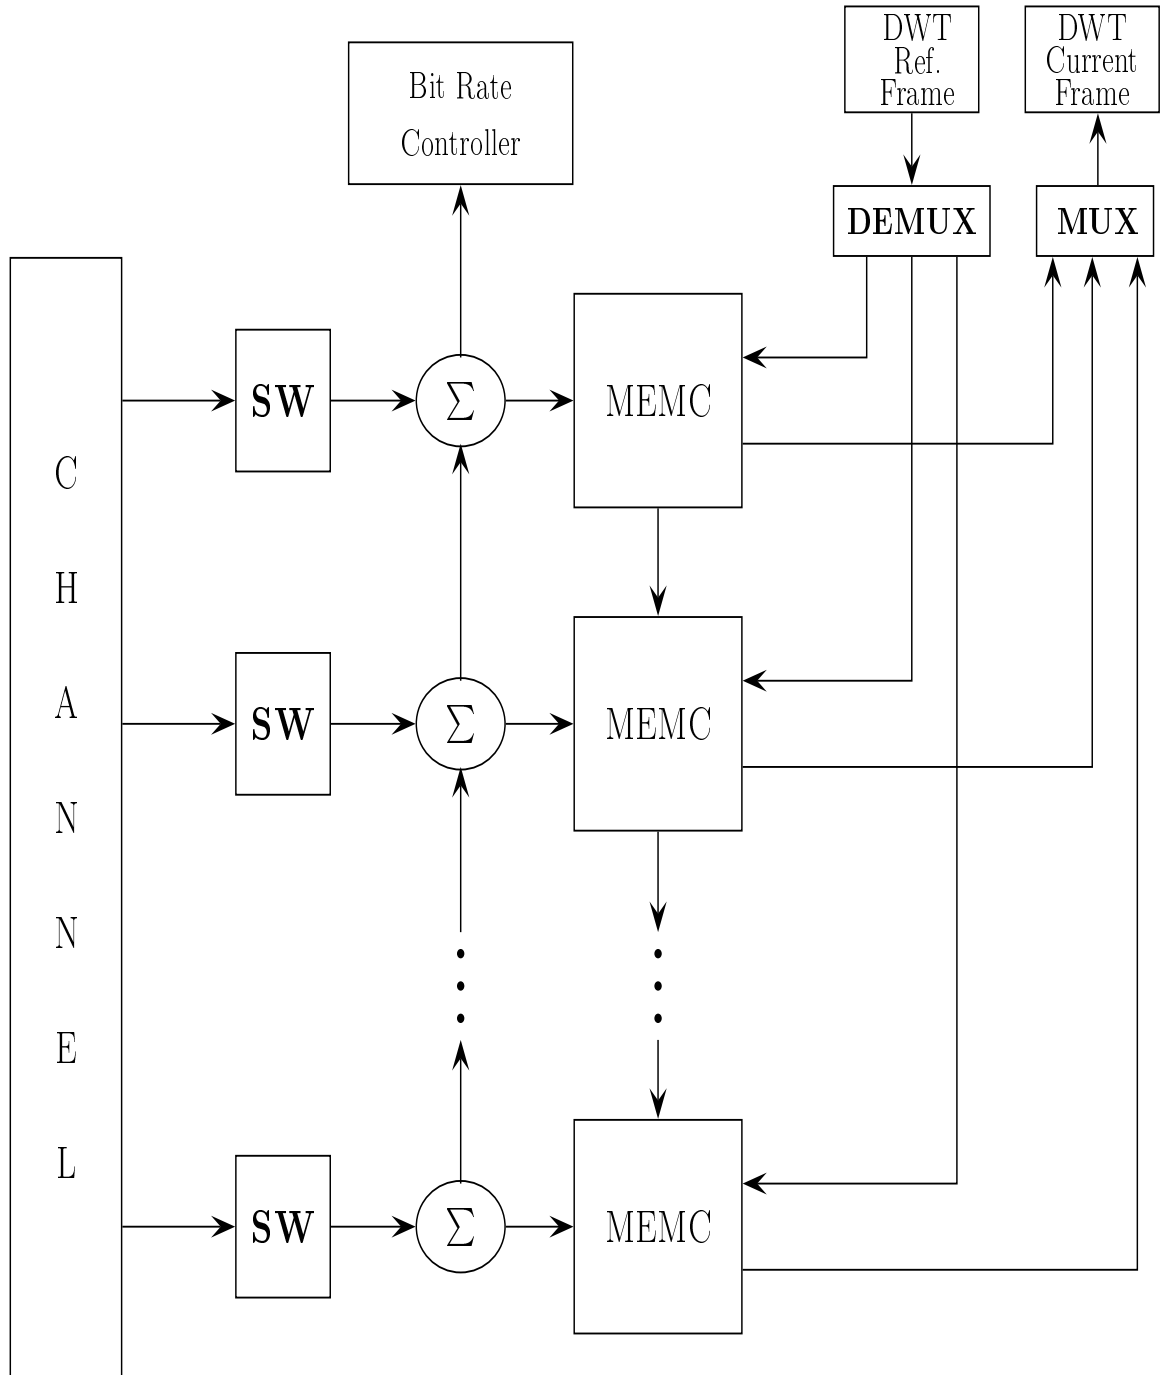 DWT
Ref.
Frame
DWT
Current
Frame
Bit Rate
Controller
DEMUX
MUX
C
H
A
N
N
E
L
SW
Σ
MEMC
SW
Σ
MEMC
SW
Σ
MEMC